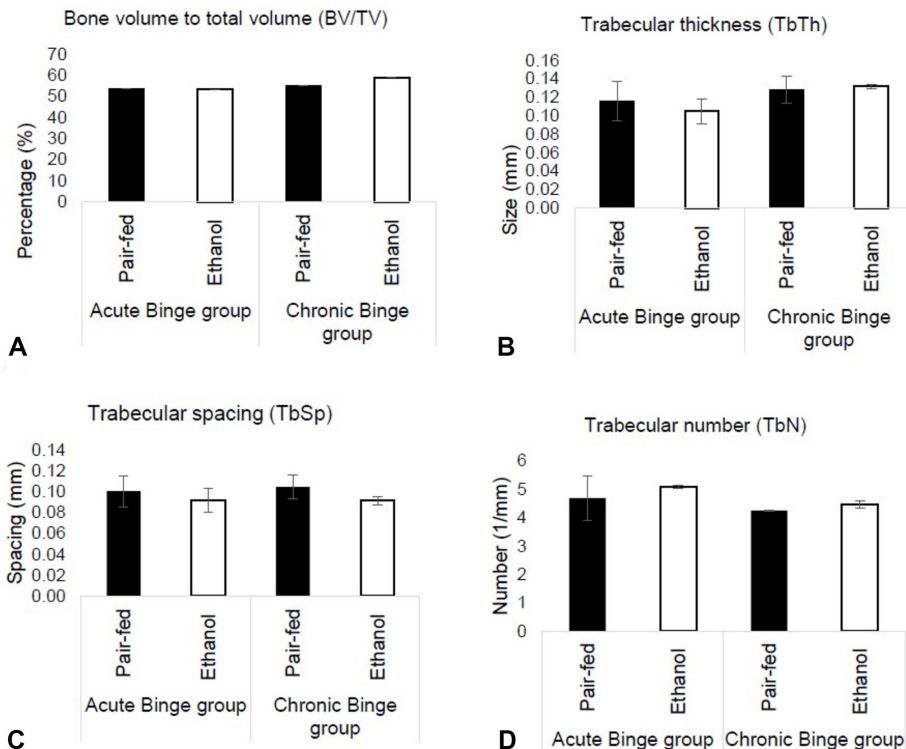 Bone volume to total volume (BV/TV)
70
60
50
40
30
20
10
0
Percentage (%)
Pair-fed
Ethanol
Pair-fed
Ethanol
Acute Binge group
Chronic Binge
group
A
Trabecular thickness (TbTh)
0.16
0.14
0.12
0.10
0.08
0.06
0.04
0.02
0.00
Size (mm)
Pair-fed
Ethanol
Pair-fed
Ethanol
Acute Binge group
Chronic Binge
group
B
Trabecular spacing (TbSp)
0.14
0.12
0.10
0.08
0.06
0.04
0.02
0.00
Spacing (mm)
Pair-fed
Ethanol
Pair-fed
Ethanol
Acute Binge group
Chronic Binge
group
C
Trabecular number (TbN)
6
5
4
3
2
1
0
Number (1/mm)
Pair-fed
Ethanol
Pair-fed
Ethanol
Acute Binge group
Chronic Binge group
D